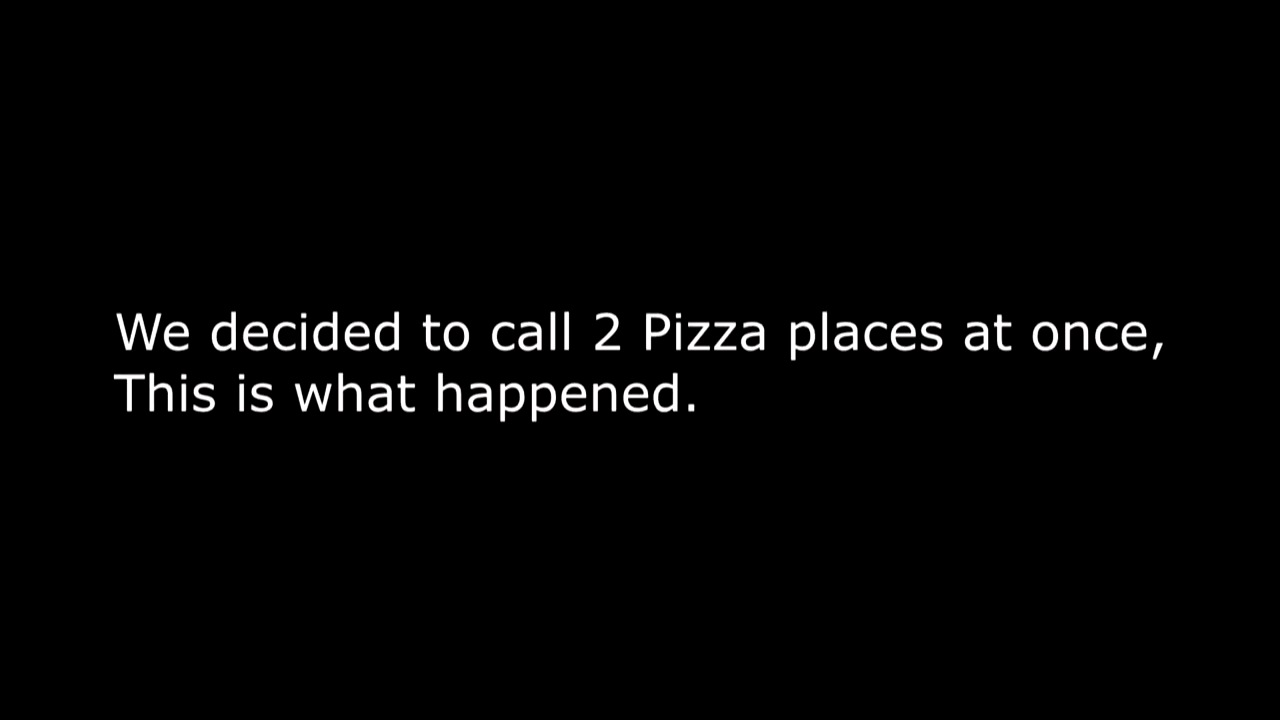 We decided to call 2 Pizza places at once,
This is what happened.